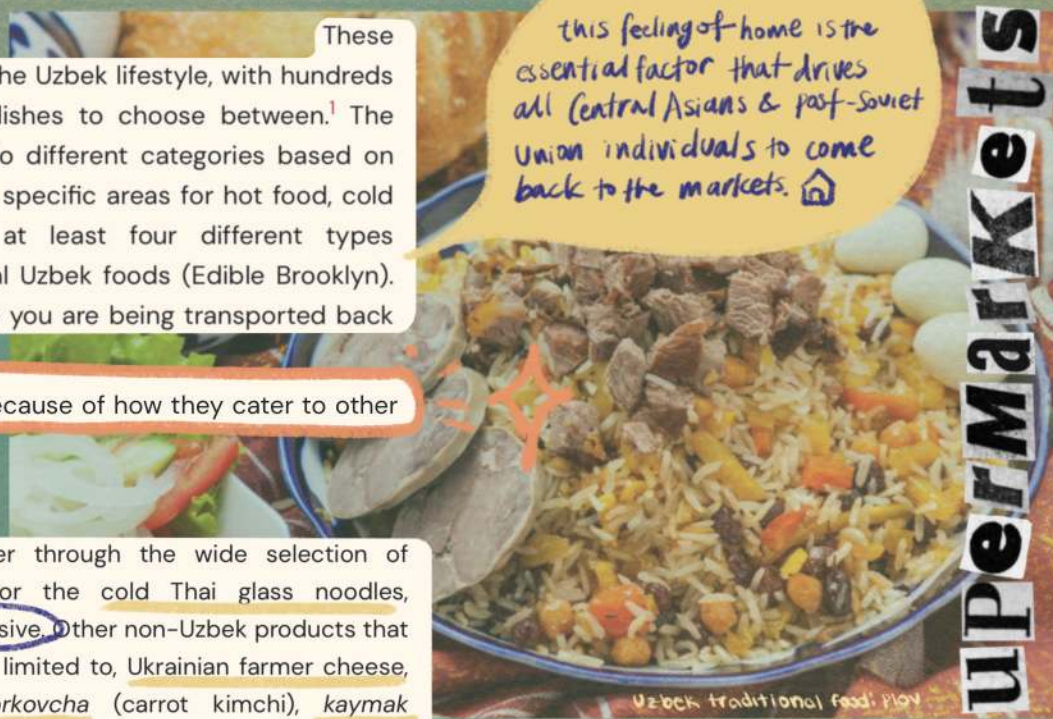 These
he Uzbek lifestyle, with hundreds
lishes to choose between.¹ The
o different categories based on
specific areas for hot food, cold
at least four different types
al Uzbek foods (Edible Brooklyn).
you are being transported back
this feeling of home is the
essential factor that drives
all Central Asians & post-Soviet
Union individuals to come
back to the markets.
ecause of how they cater to other
er through the wide selection of
or the cold Thai glass noodles,
sive. Other non-Uzbek products that
limited to, Ukrainian farmer cheese,
arkovcha (carrot kimchi), kaymak
Uzbek traditional food: plov
uPerMarKets